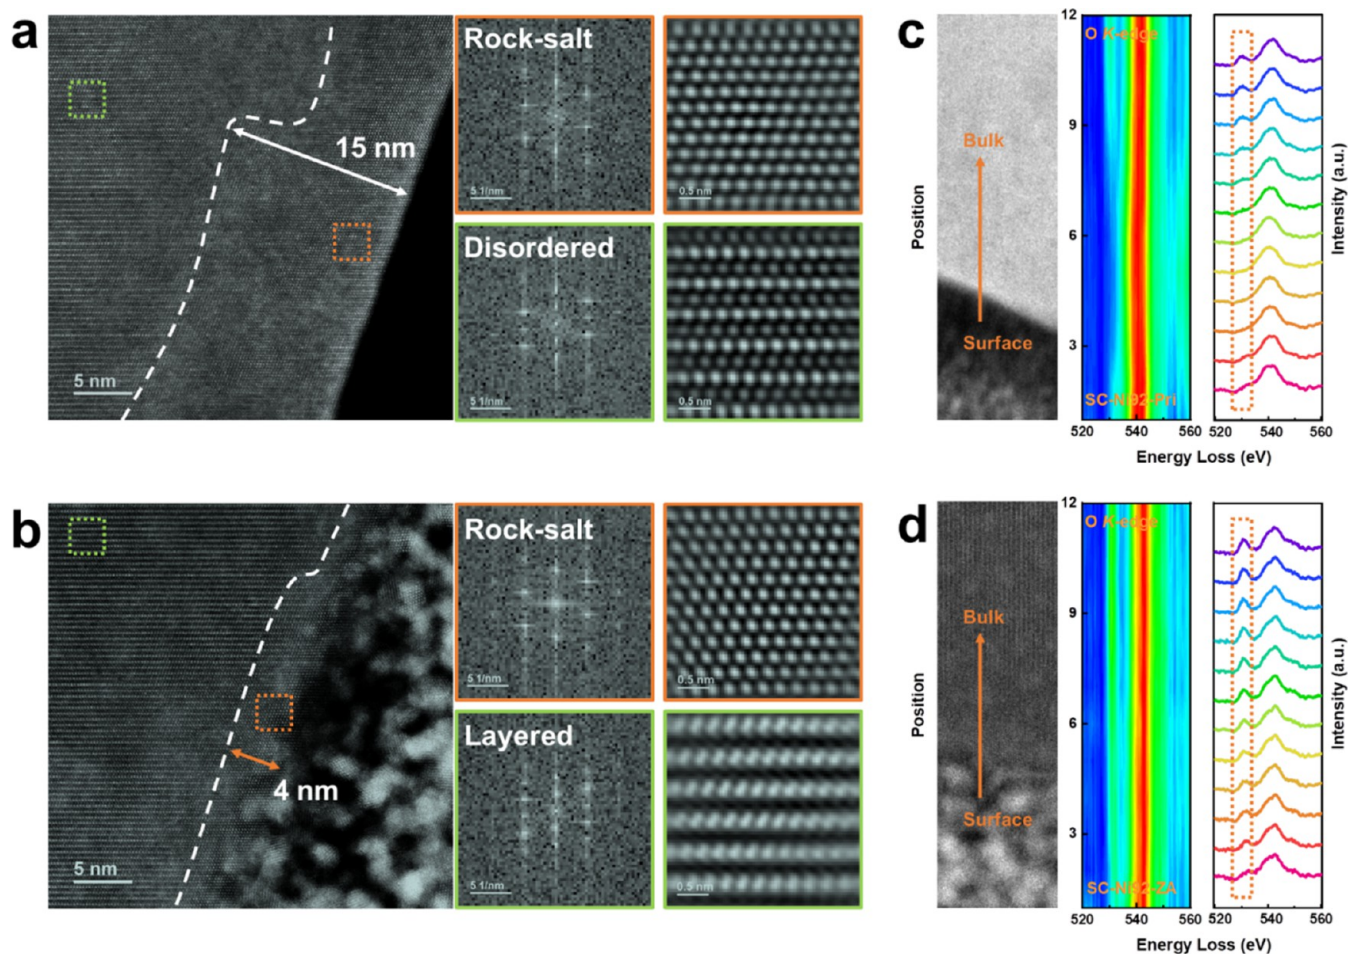 a
15 nm
5 nm
Rock-salt
5 1/nm
0.5 nm
Disordered
5 1/nm
0.5 nm
c
Position
Bulk
Surface
12
9
6
3
O K-edge
SC-Ni92-Pri
520 540 560
520 540 560
Energy Loss (eV)
Intensity (a.u.)
b
4 nm
5 nm
Rock-salt
5 1/nm
0.5 nm
Layered
5 1/nm
0.5 nm
d
Position
Bulk
Surface
12
9
6
3
O K-edge
SC-Ni92-ZA
520 540 560
520 540 560
Energy Loss (eV)
Intensity (a.u.)